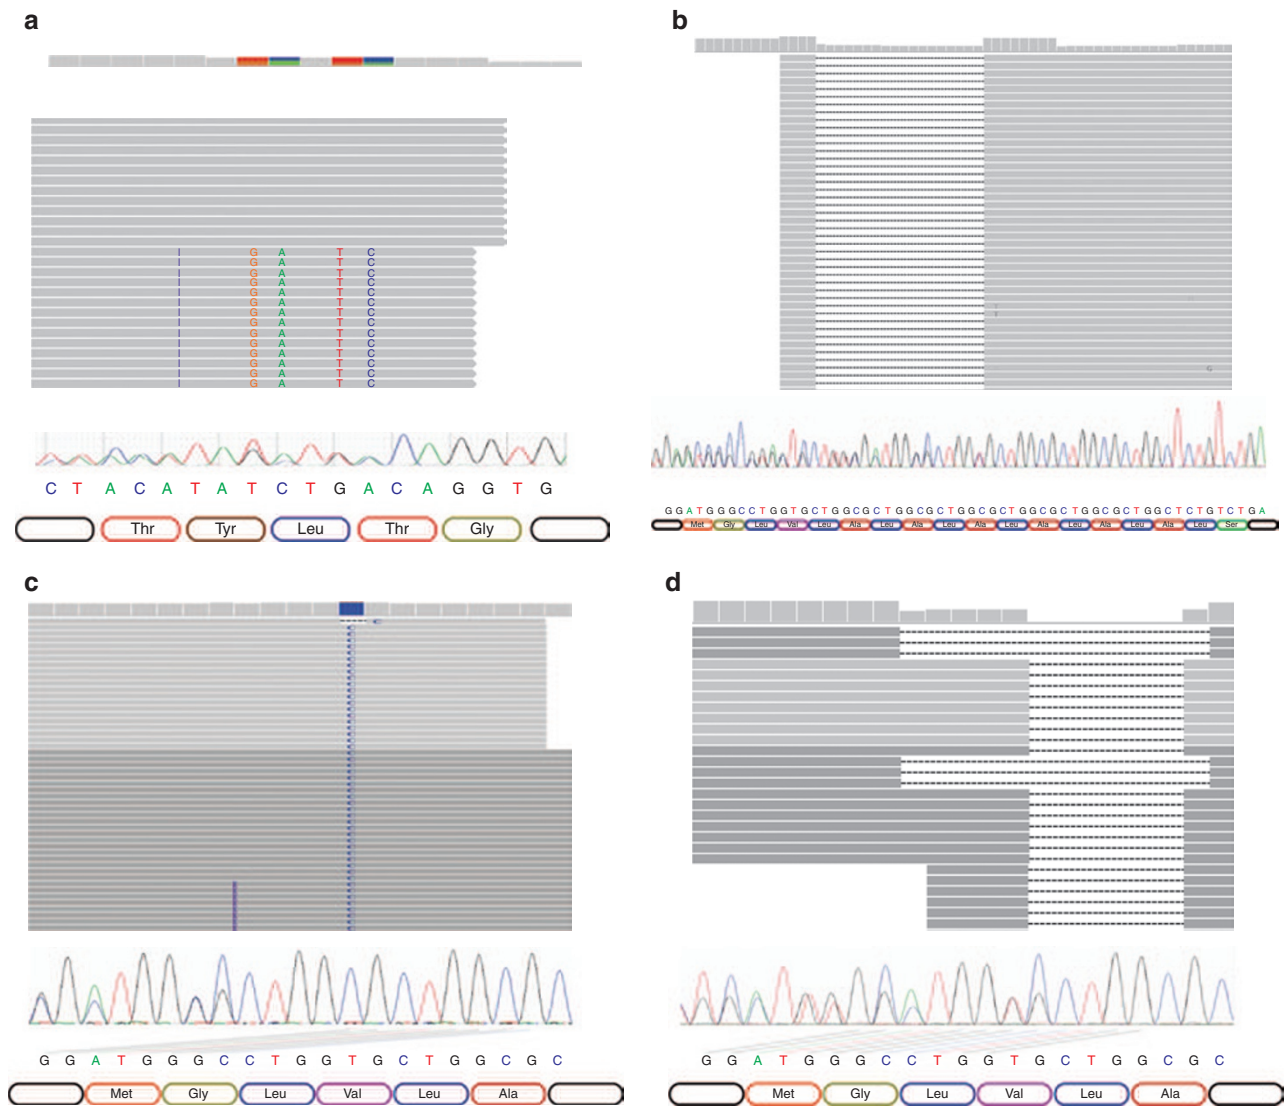 a
I G A T C
I G A T C
I G A T C
I G A T C
I G A T C
I G A T C
I G A T C
I G A T C
I G A T C
I G A T C
I G A T C
I G A T C
I G A T C
I G A T C
C T A C A T A T C T G A C A G G T G
Thr Tyr Leu Thr Gly
b
T
G
G G A T G G G C C T G G T G C T G G C G C T G G C G C T G G C G C T G G C G C T G G C G C T G G C T C T G T C T G A
Met Gly Leu Val Leu Ala Leu Ala Leu Ala Leu Ala Leu Ala Leu Ala Leu Ser
c
G G A T G G G C C T G G T G C T G G C G C
Met Gly Leu Val Leu Ala
d
G G A T G G G C C T G G T G C T G G C G C
Met Gly Leu Val Leu Ala